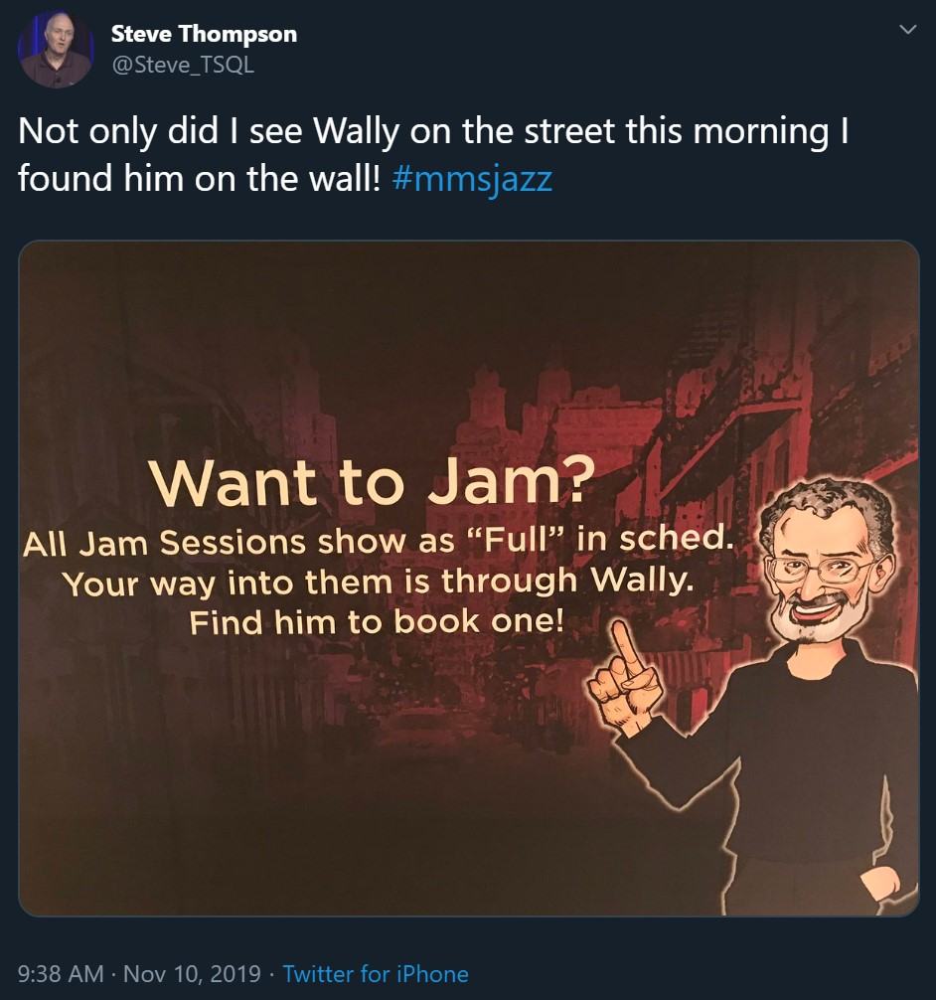 Steve Thompson
@Steve_TSQL
Not only did I see Wally on the street this morning I
found him on the wall! #mmsjazz
Want to Jam?
All Jam Sessions show as “Full” in sched.
Your way into them is through Wally.
Find him to book one!
9:38 AM · Nov 10, 2019 · Twitter for iPhone